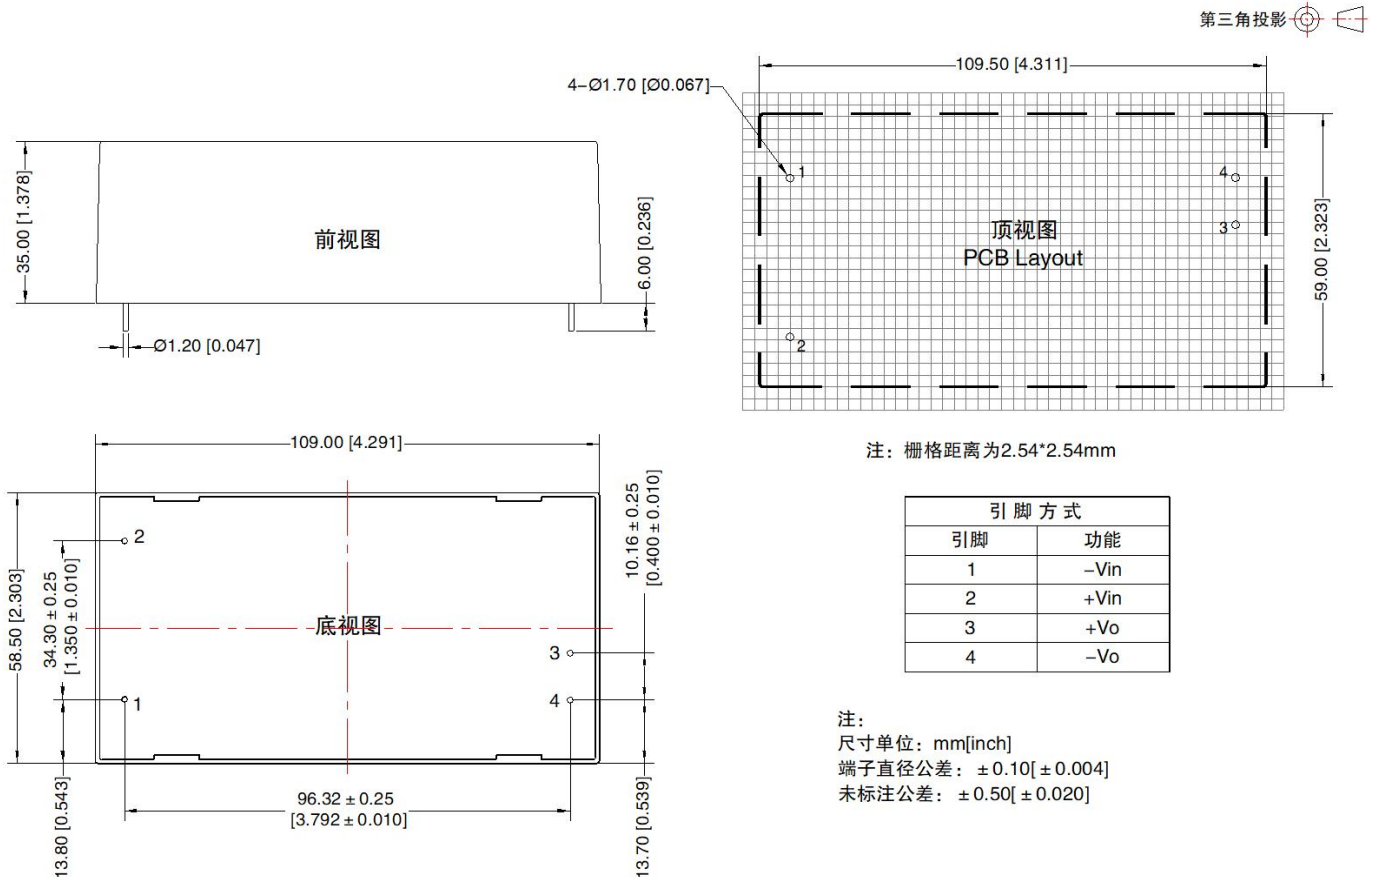 第三角投影
109.50 [4.311]
4-Ø1.70 [Ø0.067]
35.00 [1.378]
前视图
6.00 [0.236]
Ø1.20 [0.047]
1
4
3
2
顶视图
PCB Layout
59.00 [2.323]
注：栅格距离为2.54*2.54mm
109.00 [4.291]
58.50 [2.303]
34.30±0.25
[1.350±0.010]
10.16±0.25
[0.400±0.010]
2
底视图
3
1
4
13.80 [0.543]
96.32±0.25
[3.792±0.010]
13.70 [0.539]
引脚方式
引脚 功能
1 −Vin
2 +Vin
3 +Vo
4 −Vo
注：
尺寸单位：mm[inch]
端子直径公差：±0.10[±0.004]
未标注公差：±0.50[±0.020]